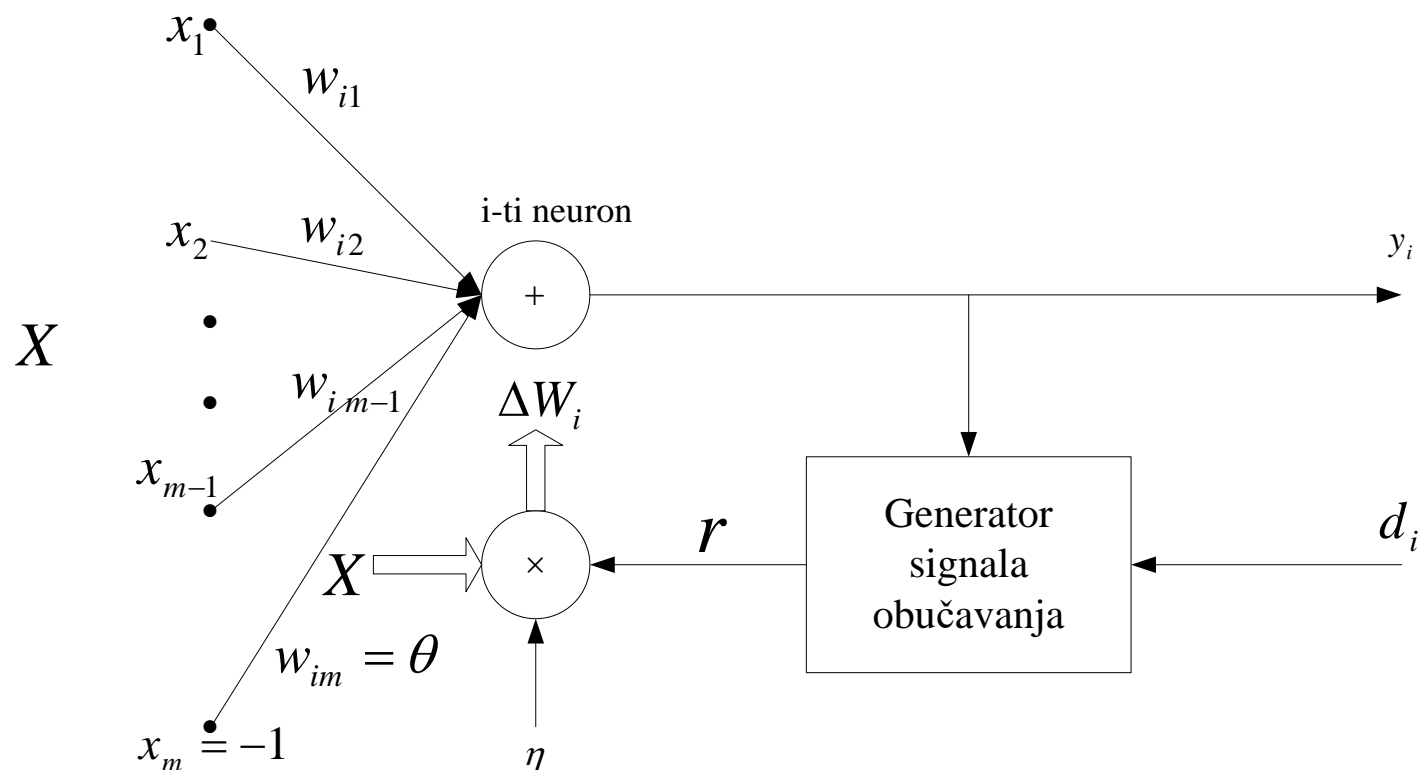 x₁
wᵢ₁
i-ti neuron
x₂
wᵢ₂
+
yᵢ
X
wᵢ ₘ₋₁
ΔWᵢ
xₘ₋₁
Generator
signala
obučavanja
r
dᵢ
X
×
wᵢₘ = θ
xₘ = −1
η